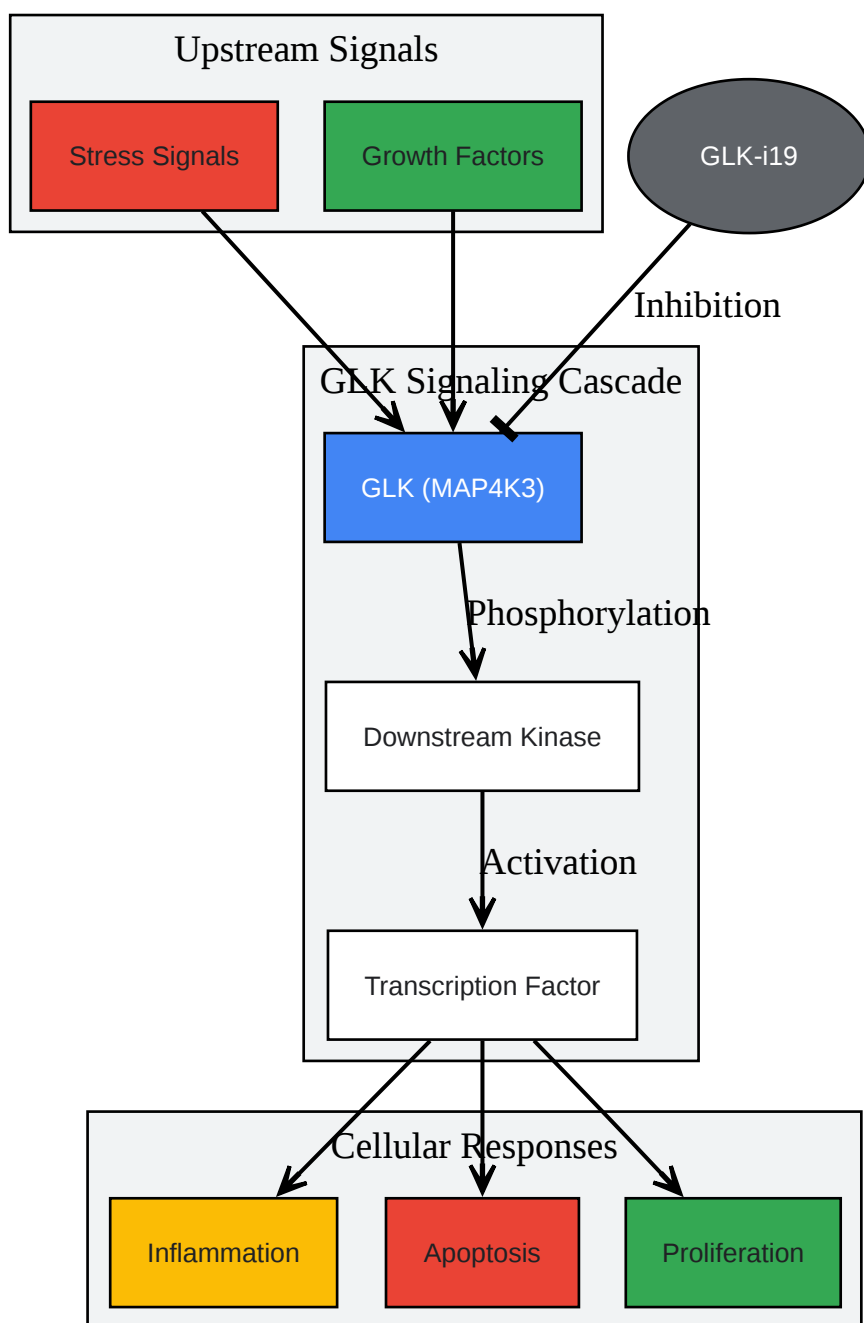 Upstream Signals
Stress Signals
Growth Factors
GLK-i19
Inhibition
GLK Signaling Cascade
GLK (MAP4K3)
Phosphorylation
Downstream Kinase
Activation
Transcription Factor
Cellular Responses
Inflammation
Apoptosis
Proliferation